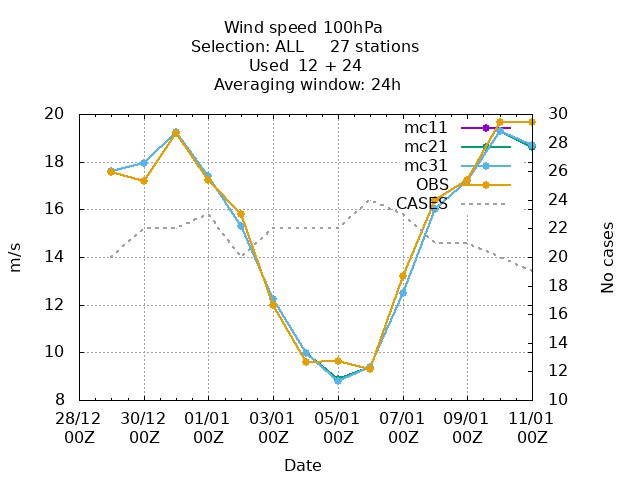 Wind speed 100hPa
Selection: ALL     27 stations
Used  12 + 24
Averaging window: 24h
20
18
16
14
12
10
8
m/s
30
28
26
24
22
20
18
16
14
12
10
No cases
mc11
mc21
mc31
OBS
CASES
28/12 30/12 01/01 03/01 05/01 07/01 09/01 11/01
00Z 00Z 00Z 00Z 00Z 00Z 00Z 00Z
Date